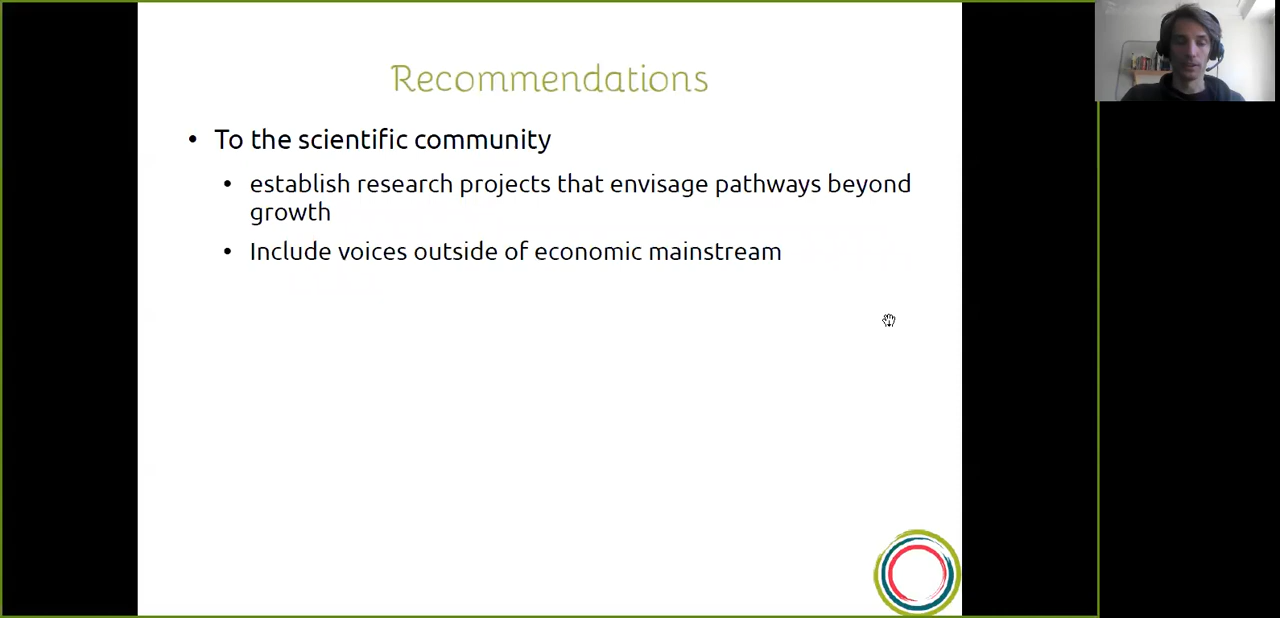 Recommendations
• To the scientific community
• establish research projects that envisage pathways beyond
growth
• Include voices outside of economic mainstream